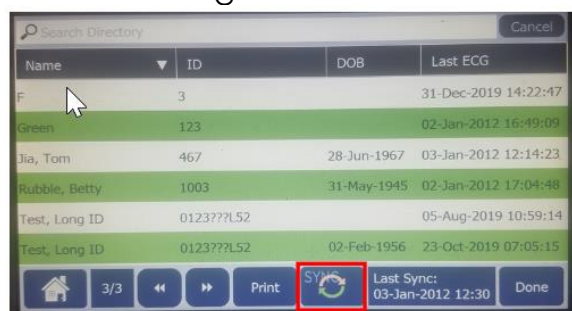 Search Directory Cancel
Name ID DOB Last ECG
F 3 31-Dec-2019 14:22:47
Green 123 02-Jan-2012 16:49:09
Jia, Tom 467 28-Jun-1967 03-Jan-2012 12:14:23
Rubble, Betty 1003 31-May-1945 02-Jan-2012 17:04:48
Test, Long ID 0123???L52 05-Aug-2019 10:59:14
Test, Long ID 0123???L52 02-Feb-1956 23-Oct-2019 07:05:15
3/3 Print SYNC Last Sync: Done
03-Jan-2012 12:30